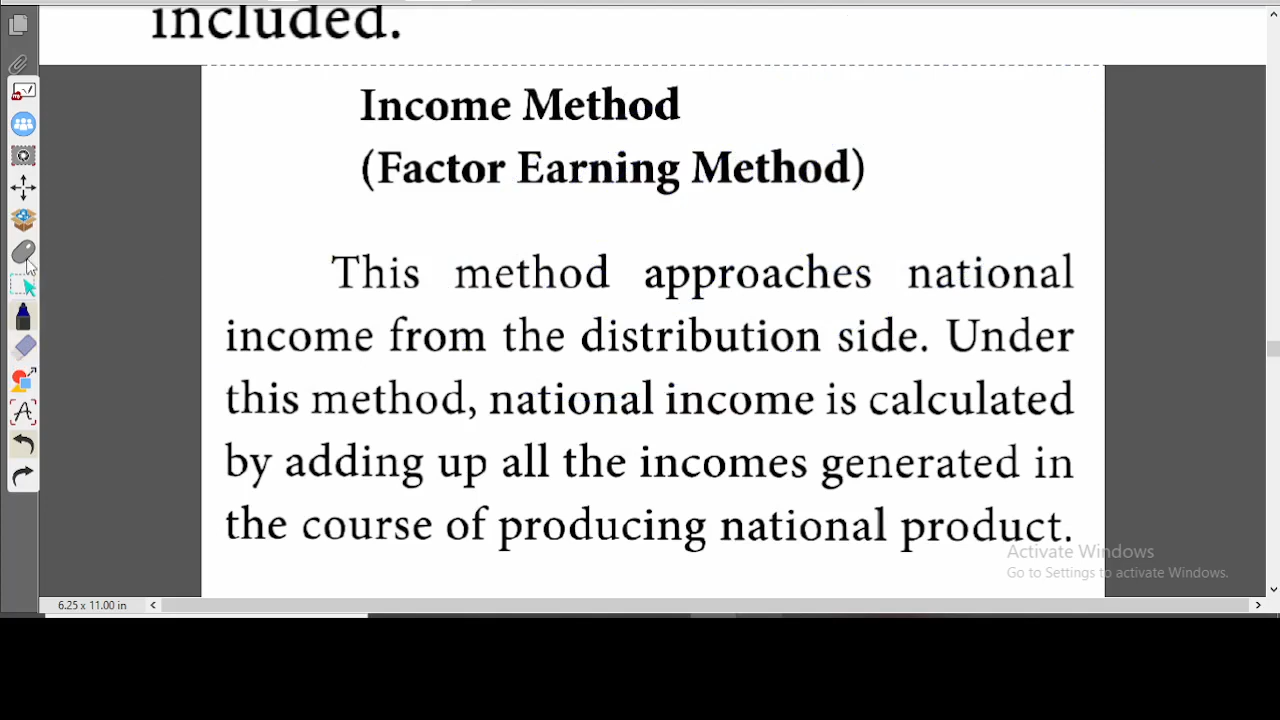 included.
Income Method
(Factor Earning Method)
This method approaches national
income from the distribution side. Under
this method, national income is calculated
by adding up all the incomes generated in
the course of producing national product.
Activate Windows
Go to Settings to activate Windows.
6.25 x 11.00 in